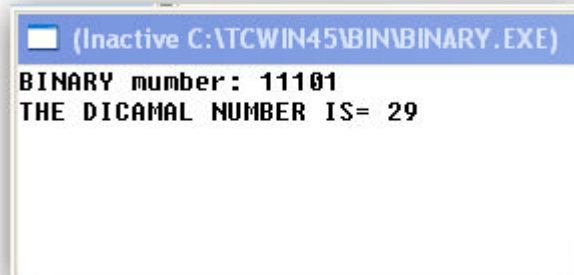 (Inactive C:\TCWIN45\BIN\BINARY.EXE)
BINARY mumber: 11101
THE DICAMAL NUMBER IS= 29